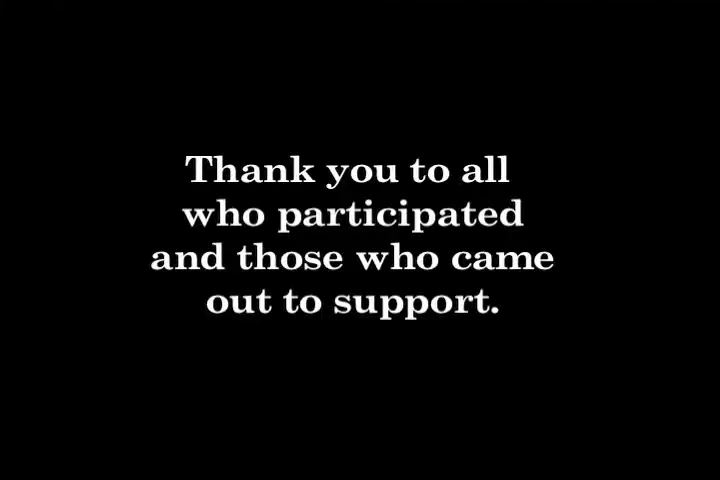 Thank you to all
who participated
and those who came
out to support.